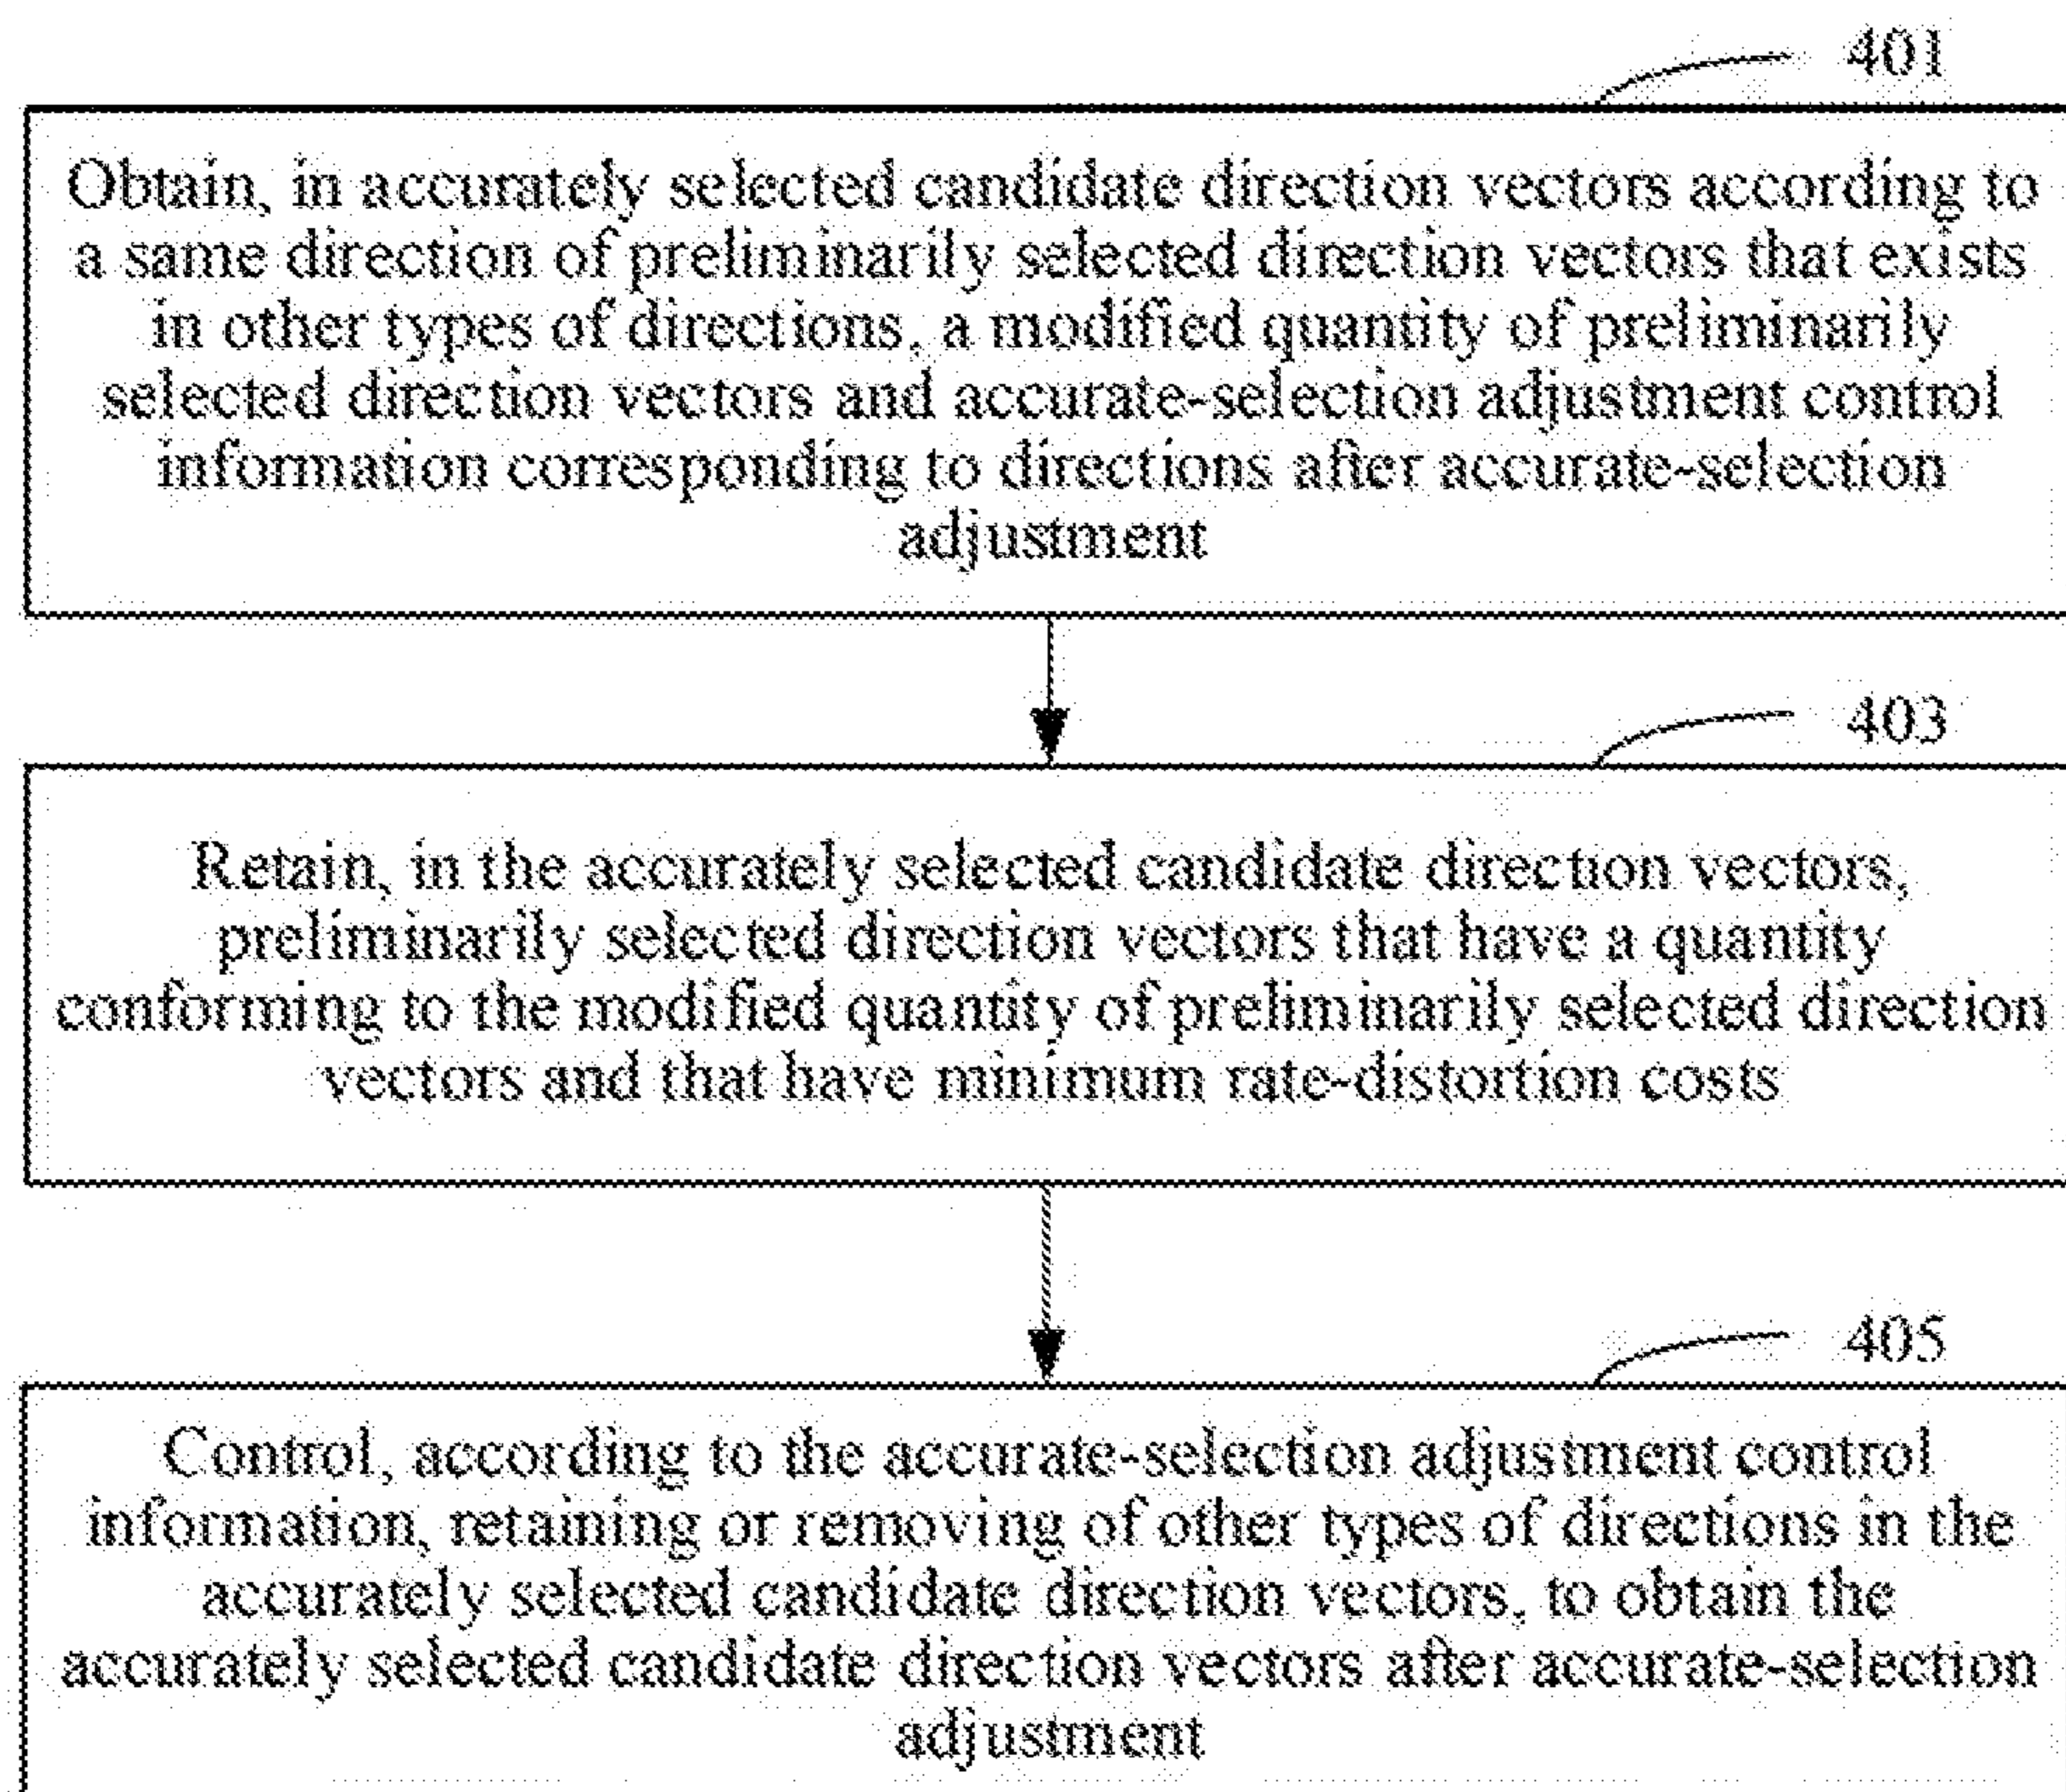 401
Obtain, in accurately selected candidate direction vectors according to
a same direction of preliminarily selected direction vectors that exists
in other types of directions, a modified quantity of preliminarily
selected direction vectors and accurate-selection adjustment control
information corresponding to directions after accurate-selection
adjustment
403
Retain, in the accurately selected candidate direction vectors,
preliminarily selected direction vectors that have a quantity
conforming to the modified quantity of preliminarily selected direction
vectors and that have minimum rate-distortion costs
405
Control, according to the accurate-selection adjustment control
information, retaining or removing of other types of directions in the
accurately selected candidate direction vectors, to obtain the
accurately selected candidate direction vectors after accurate-selection
adjustment